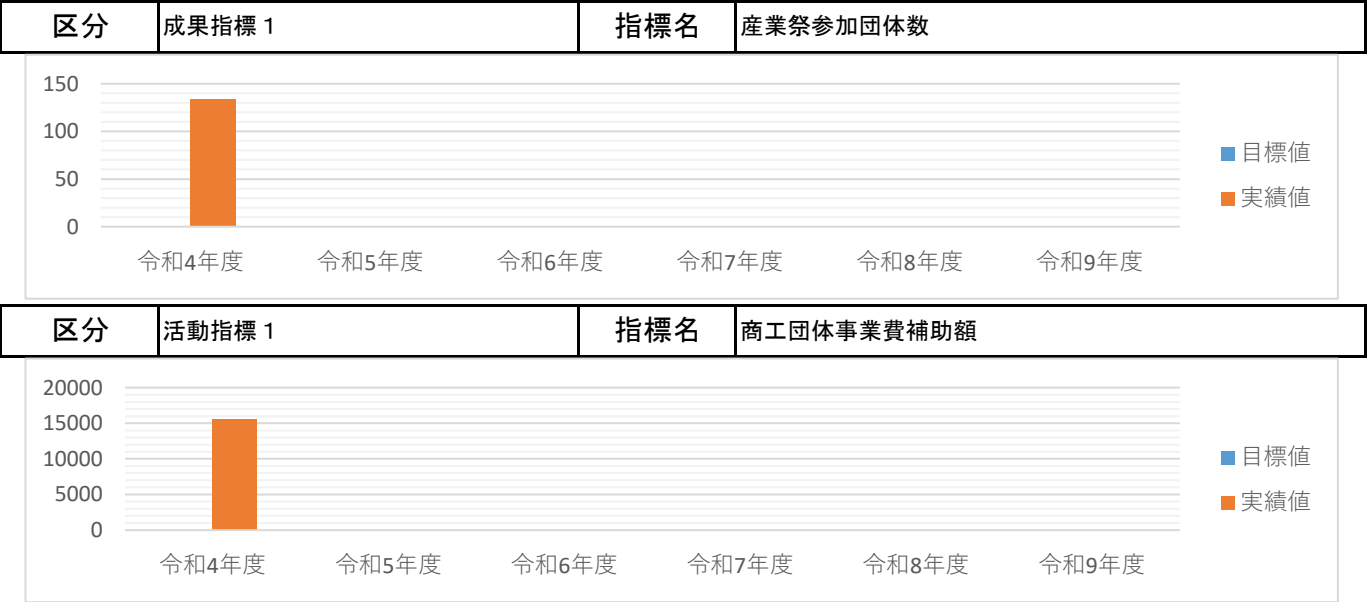 区分 成果指標１ 指標名 産業祭参加団体数
150
100
50
0
令和4年度 令和5年度 令和6年度 令和7年度 令和8年度 令和9年度
目標値
実績値
区分 活動指標１ 指標名 商工団体事業費補助額
20000
15000
10000
5000
0
令和4年度 令和5年度 令和6年度 令和7年度 令和8年度 令和9年度
目標値
実績値